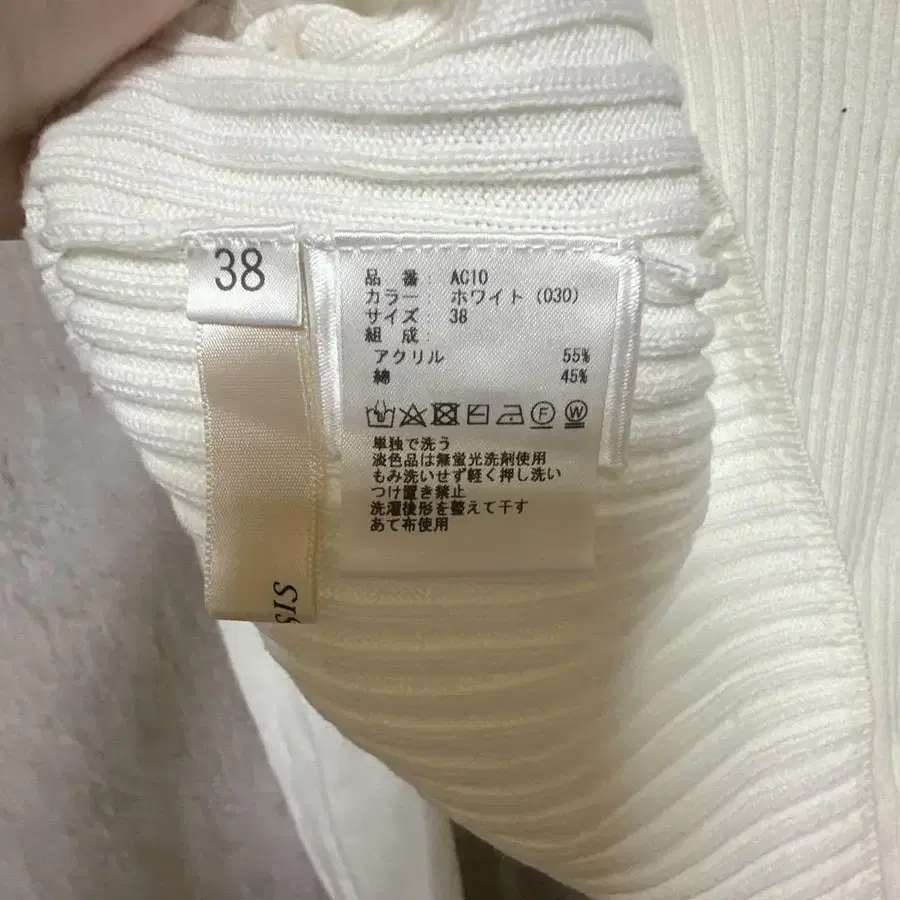 38
品 番 : AC10
カラー : ホワイト (030)
サイズ : 38
組 成 :
アクリル 55%
綿 45%
F W
単独で洗う
淡色品は無蛍光洗剤使用
もみ洗いせず軽く押し洗い
つけ置き禁止
洗濯後形を整えて干す
あて布使用